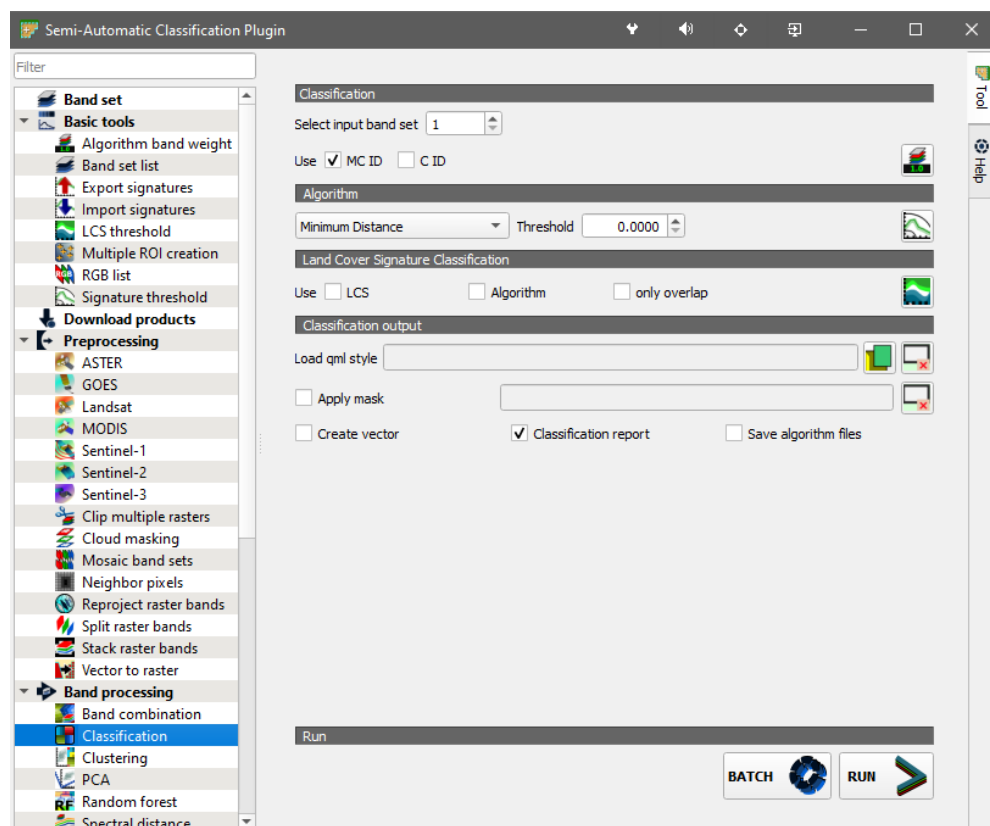 Semi-Automatic Classification Plugin
Filter
Band set
Basic tools
Algorithm band weight
Band set list
Export signatures
Import signatures
LCS threshold
Multiple ROI creation
RGB list
Signature threshold
Download products
Preprocessing
ASTER
GOES
Landsat
MODIS
Sentinel-1
Sentinel-2
Sentinel-3
Clip multiple rasters
Cloud masking
Mosaic band sets
Neighbor pixels
Reproject raster bands
Split raster bands
Stack raster bands
Vector to raster
Band processing
Band combination
Classification
Clustering
PCA
Random forest
Spectral distance
Classification
Select input band set 1
Use MC ID C ID
1.0
Algorithm
Minimum Distance Threshold 0.0000
Land Cover Signature Classification
Use LCS Algorithm only overlap
Classification output
Load qml style
Apply mask
Create vector Classification report Save algorithm files
Run
BATCH RUN
Tool
Help